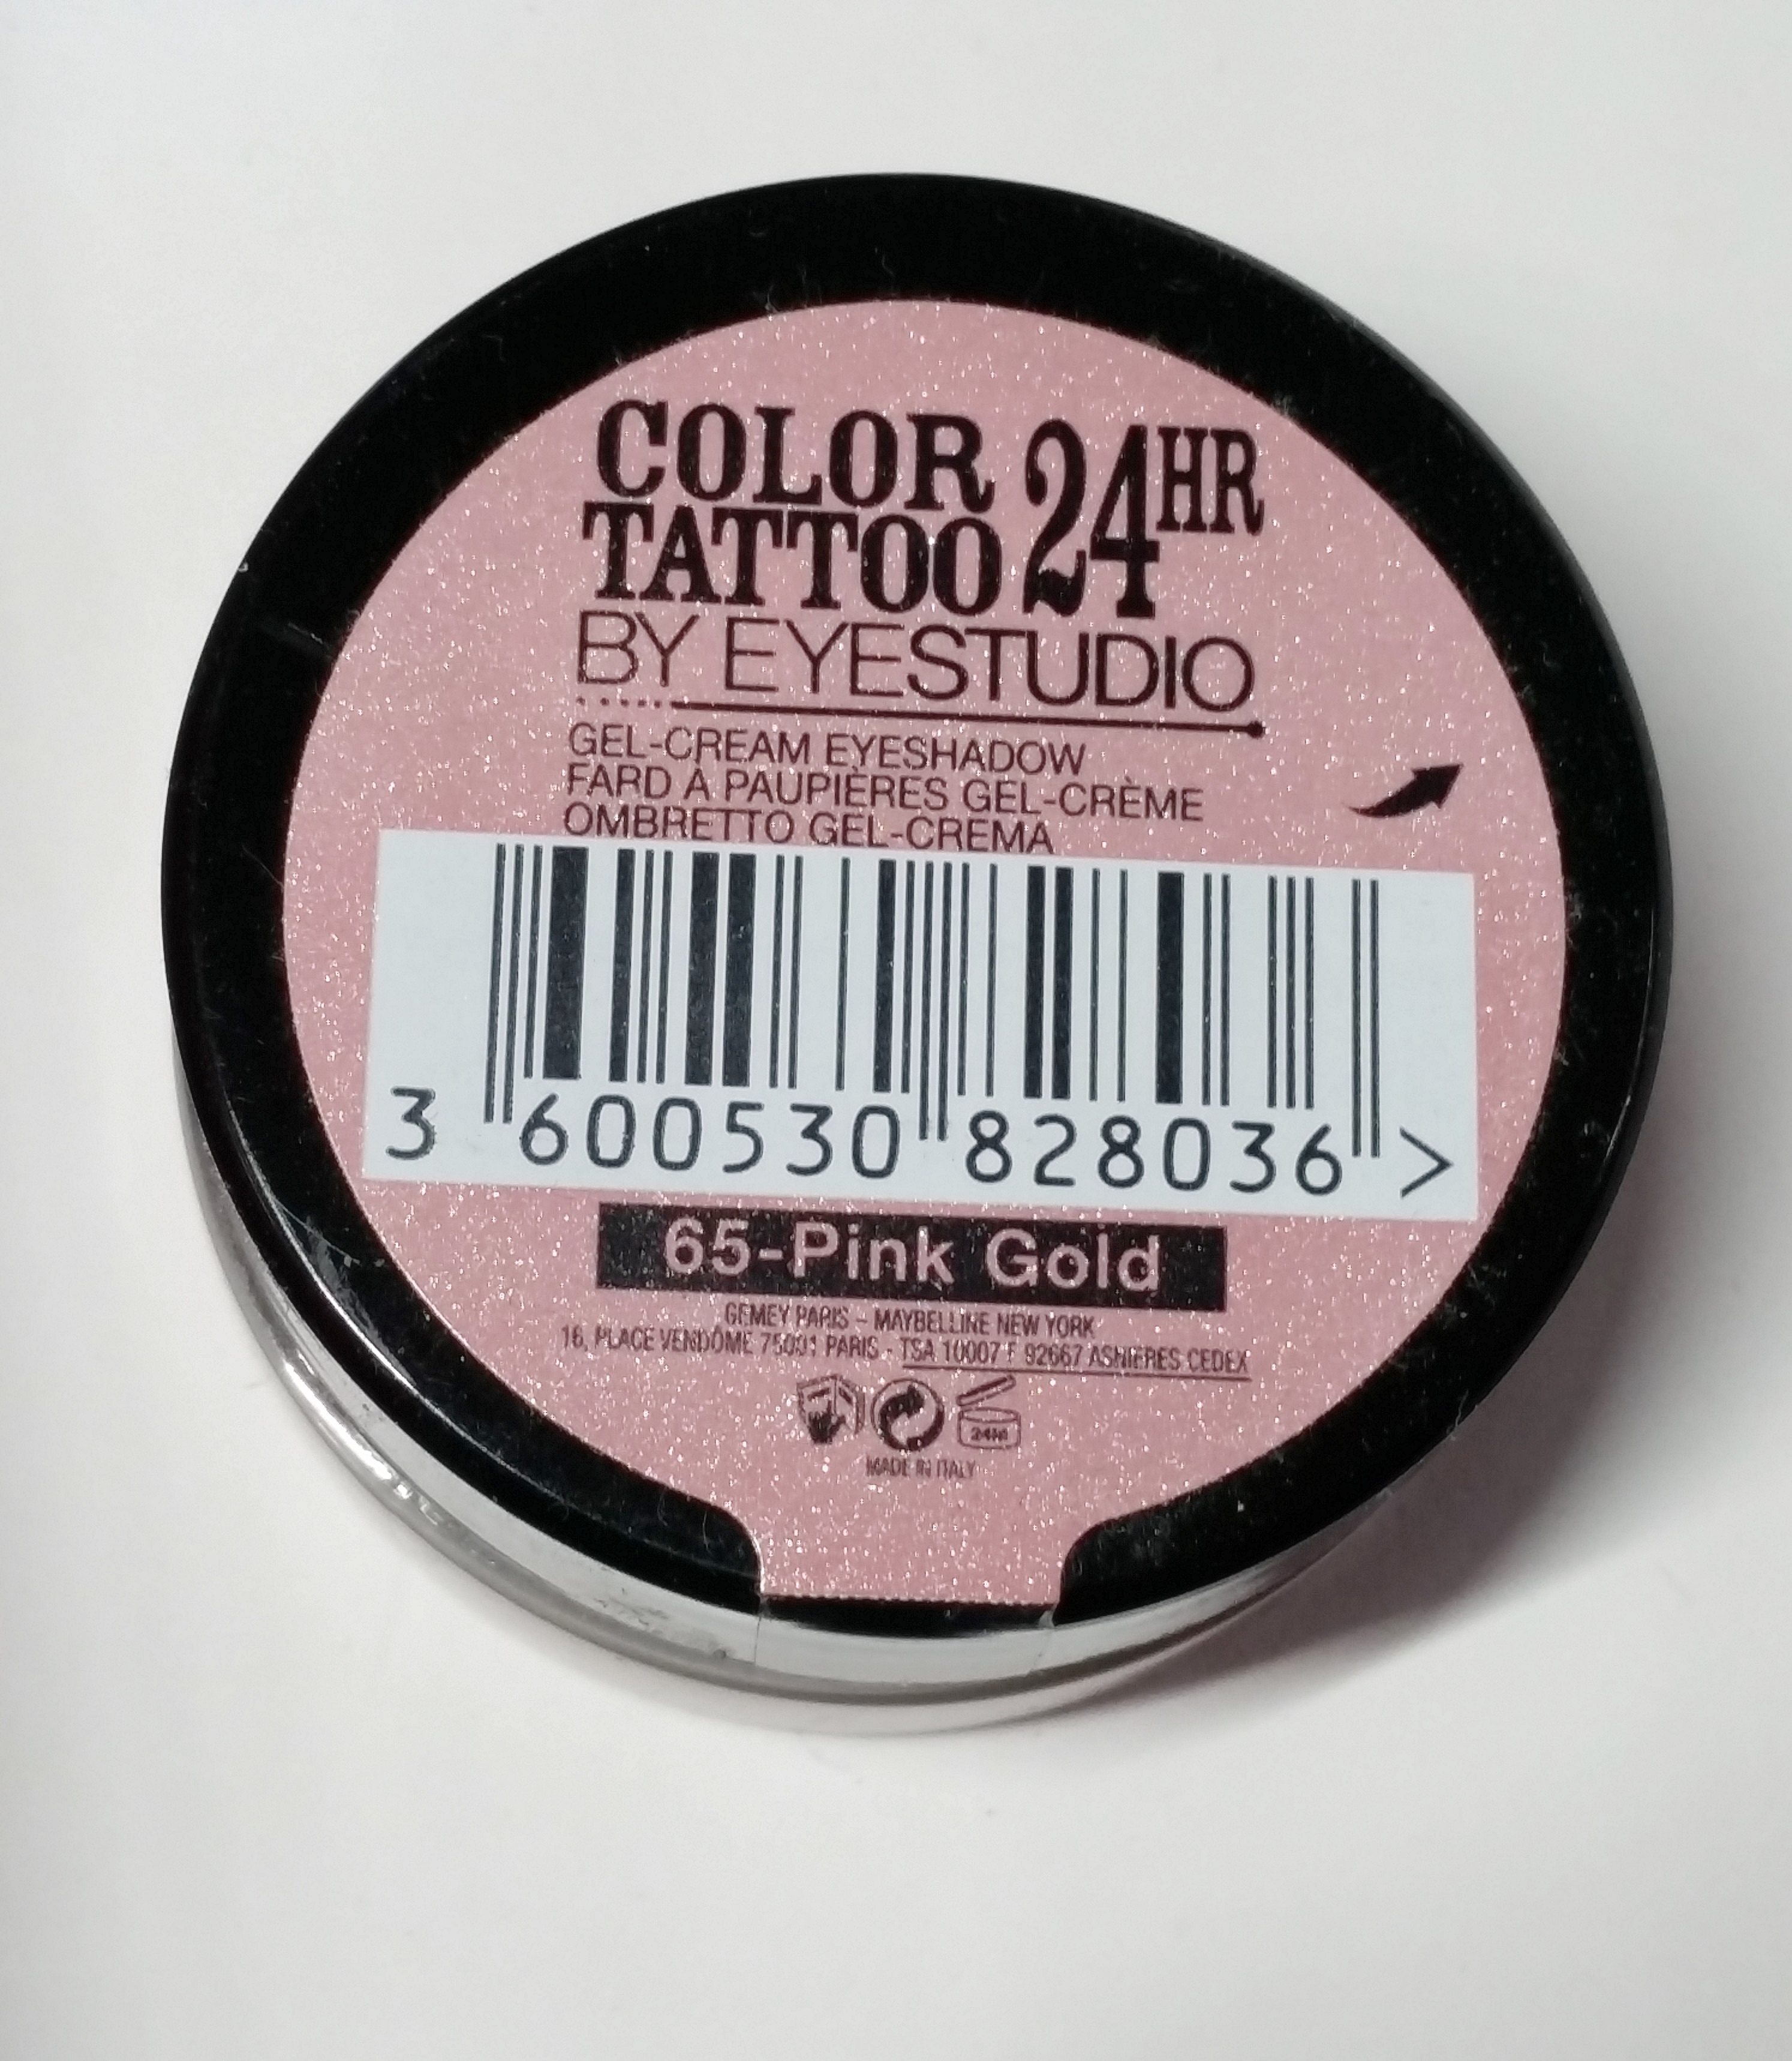 COLOR 24HR
TATTOO
BY EYESTUDIO
GEL-CREAM EYESHADOW
FARD À PAUPIÈRES GEL-CRÈME
OMBRETTO GEL-CREMA
3 600530 828036 >
65-Pink Gold
GEMEY PARIS – MAYBELLINE NEW YORK
16, PLACE VENDÔME 75001 PARIS - TSA 10007 F 92667 ASNIERES CEDEX
24M
MADE IN ITALY